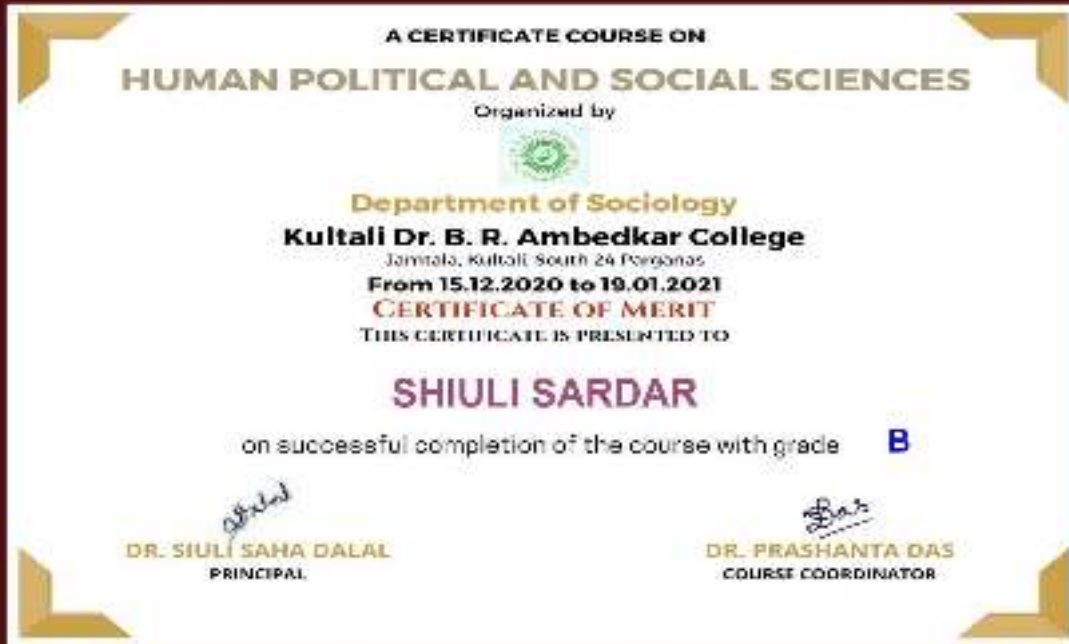 A CERTIFICATE COURSE ON
HUMAN POLITICAL AND SOCIAL SCIENCES
Organized by
Department of Sociology
Kultali Dr. B. R. Ambedkar College
Jamtala, Kultali, South 24 Parganas
From 15.12.2020 to 19.01.2021
CERTIFICATE OF MERIT
THIS CERTIFICATE IS PRESENTED TO
SHIULI SARDAR
on successful completion of the course with grade B
Das
DR. SIULI SAHA DALAL
DR. PRASHANTA DAS
PRINCIPAL
COURSE COORDINATOR